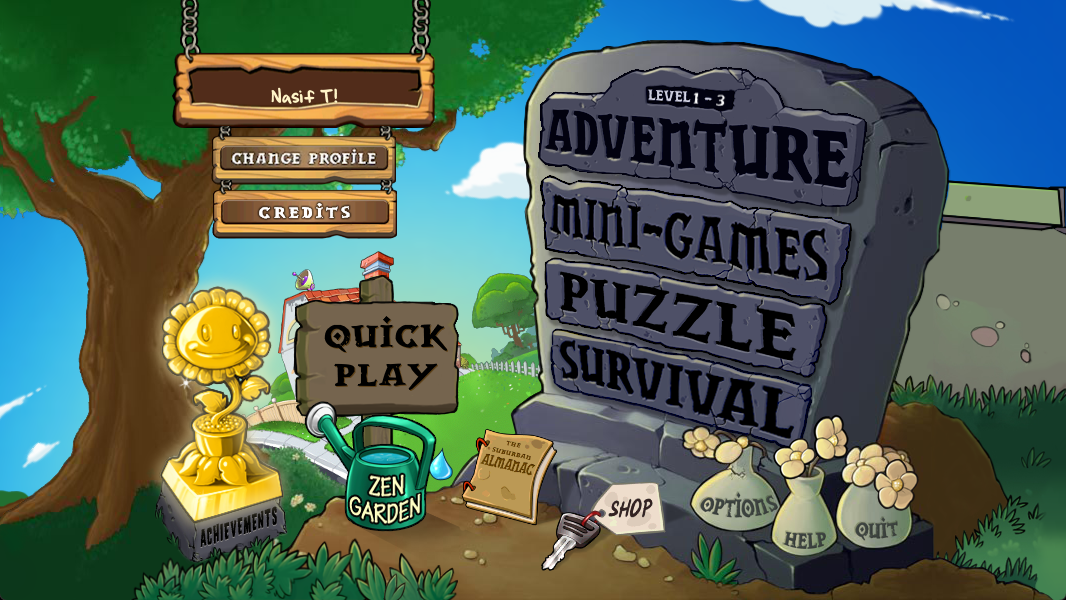 Nasif T!
CHANGE PROFILE
CREDITS
LEVEL 1 - 3
ADVENTURE
MINI-GAMES
PUZZLE
SURVIVAL
QUICK
PLAY
ACHIEVEMENTS
ZEN
GARDEN
THE
SUBURBAN
ALMANAC
SHOP
OPTIONS
HELP
QUIT